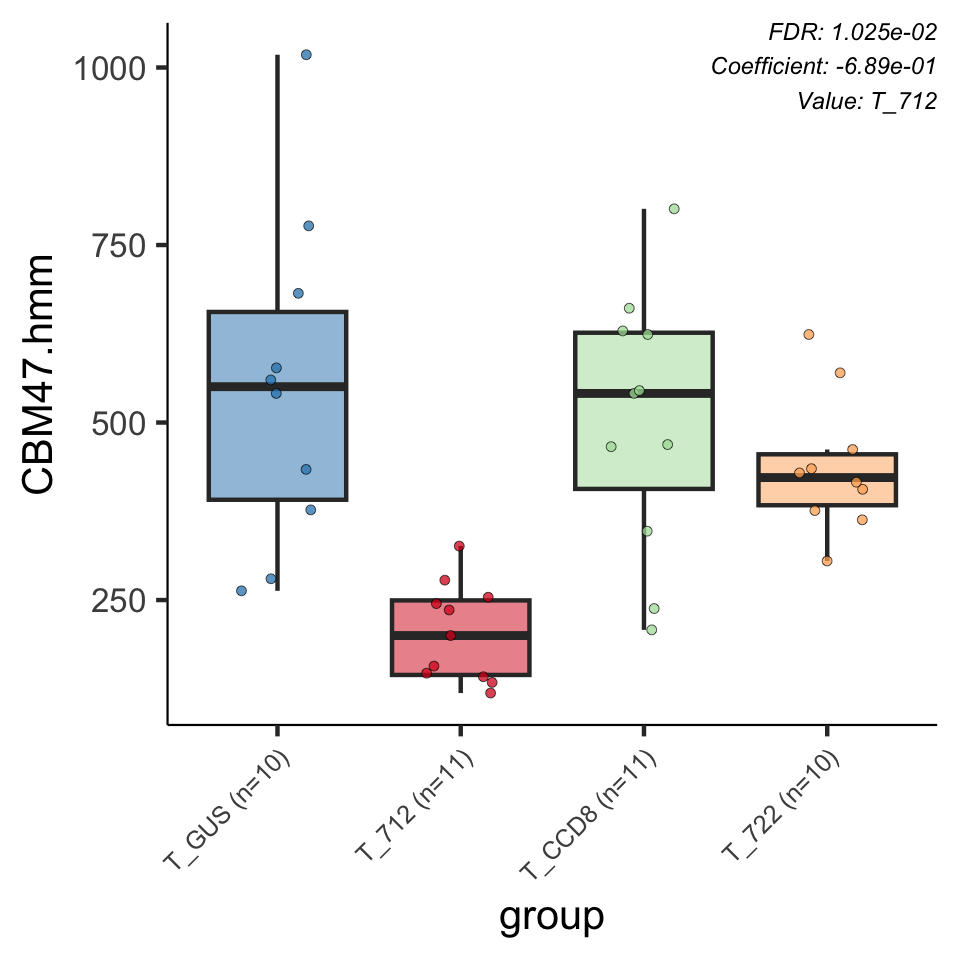 FDR: 1.025e-02
Coefficient: -6.89e-01
Value: T_712
CBM47.hmm
1000
750
500
250
T_GUS (n=10)
T_712 (n=11)
T_CCD8 (n=11)
T_722 (n=10)
group